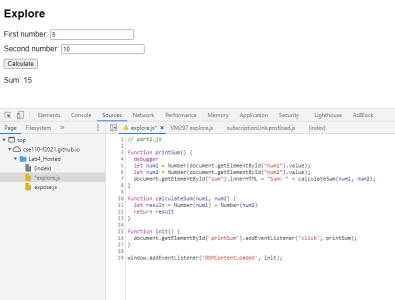 Explore
First number: 5
Second number: 10
Calculate
Sum: 15
Elements Console Sources Network Performance Memory Application Security Lighthouse AdBlock
Page Filesystem »
explore.js* VM297 explore.js subscriptionLink.postload.js (index)
top
cse110-f2021.github.io
Lab4_Hosted
(index)
*explore.js
expose.js
1 // part1.js
2
3 function printSum() {
4 debugger
5 let num1 = Number(document.getElementById("num1").value);
6 let num2 = Number(document.getElementById("num2").value);
7 document.getElementById("sum").innerHTML = "Sum: " + calculateSum(num1, num2);
8 }
9
10 function calculateSum(num1, num2) {
11 let result = Number(num1) + Number(num2)
12 return result
13 }
14
15 function init() {
16 document.getElementById('printSum').addEventListener('click', printSum);
17 }
18
19 window.addEventListener('DOMContentLoaded', init);